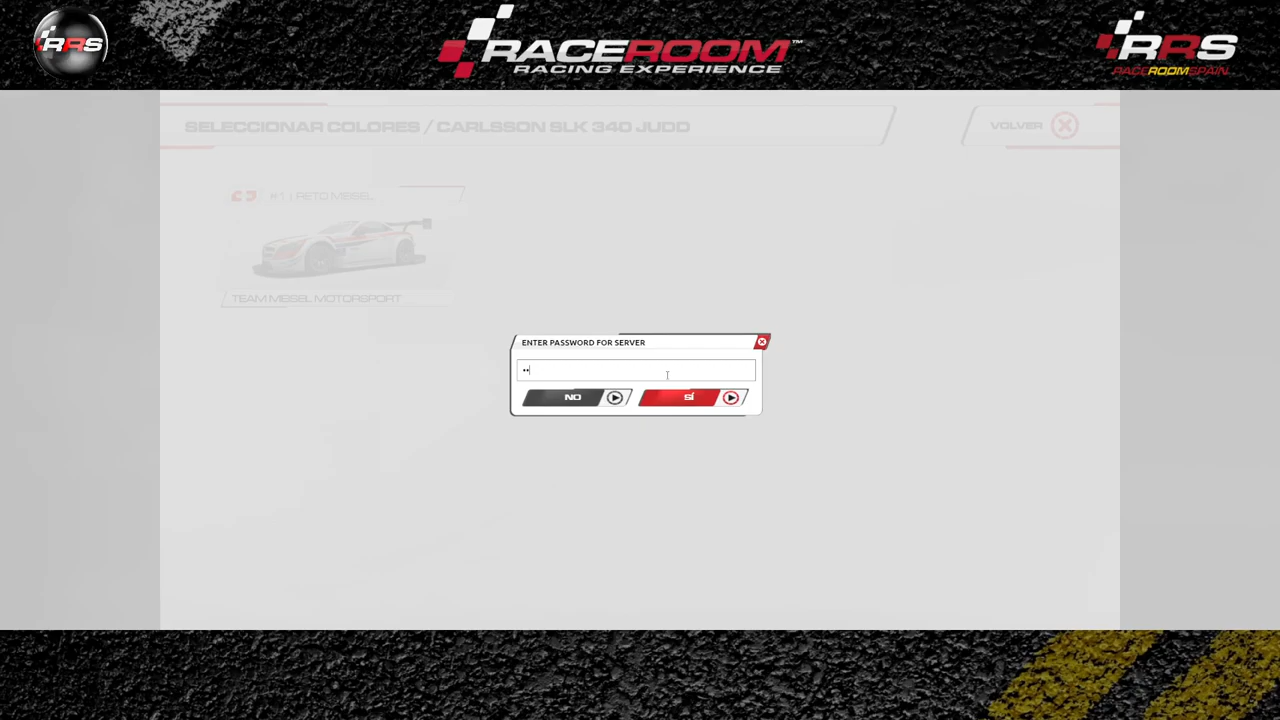 RRS
RACEROOM™
RACING EXPERIENCE
RRS
RACEROOMSPAIN
SELECCIONAR COLORES / CARLSSON SLK 340 JUDD
VOLVER
#1 | RETO MEISEL
TEAM MEISEL MOTORSPORT
ENTER PASSWORD FOR SERVER
NO
SÍ